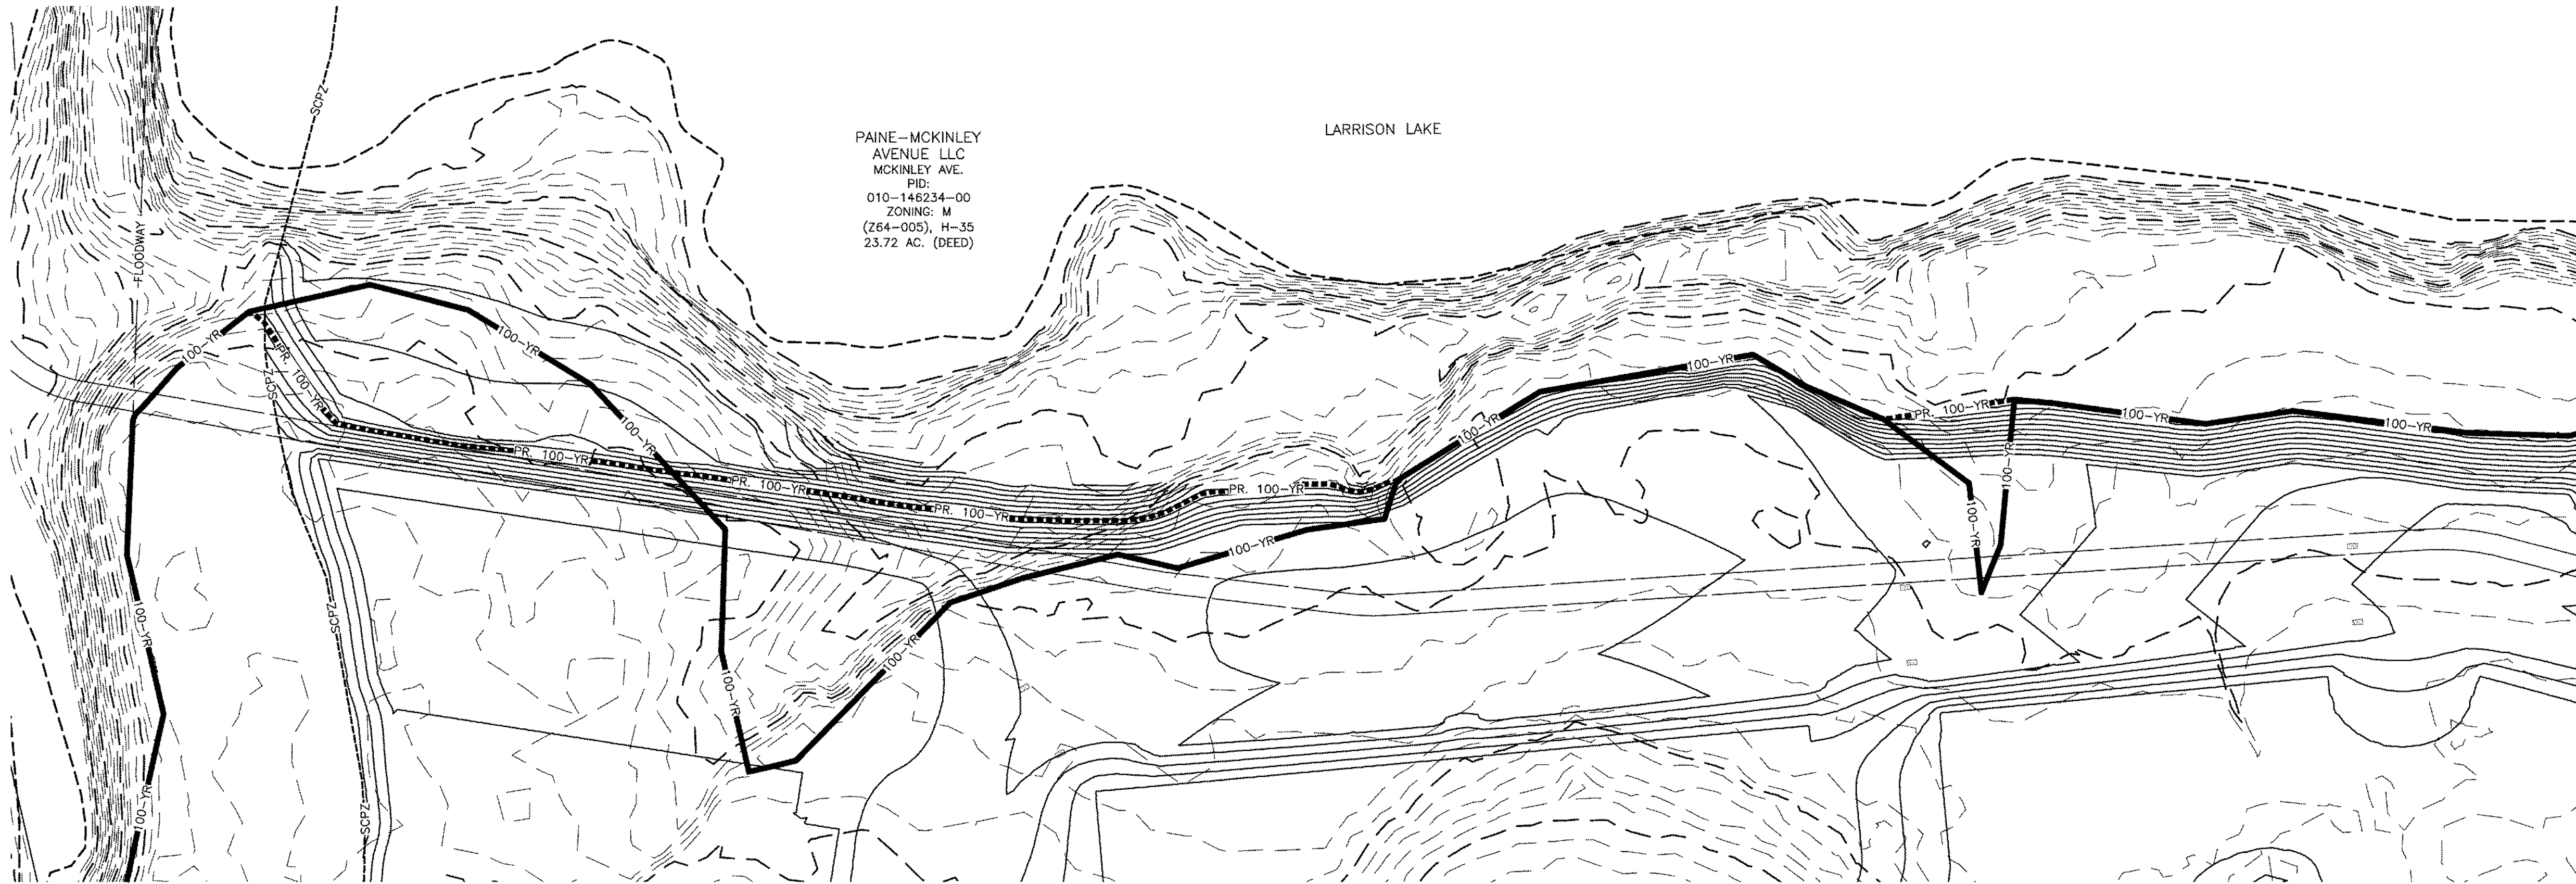 SCPZ
PAINE-MCKINLEY
AVENUE LLC
MCKINLEY AVE.
PID:
010-146234-00
ZONING: M
(Z64-005), H-35
23.72 AC. (DEED)
LARRISON LAKE
FLOODWAY
100-YR
100-YR
PR. 100-YR
SCPZ
100-YR
PR. 100-YR
PR. 100-YR
PR. 100-YR
PR. 100-YR
100-YR
100-YR
100-YR
PR. 100-YR
100-YR
100-YR
100-YR
100-YR
100-YR
SCPZ
100-YR
100-YR
100-YR
SCPZ